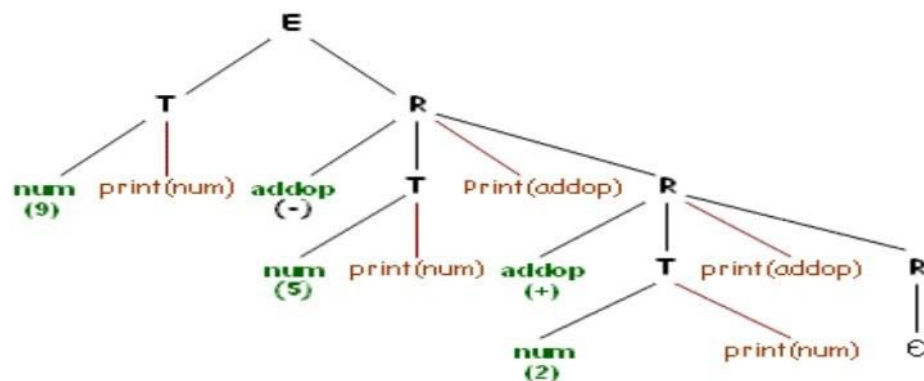 E
T R
num print(num) addop T Print(addop) R
(9) (-)
num print(num) addop T print(addop) R
(5) (+)
num print(num) ϵ
(2)